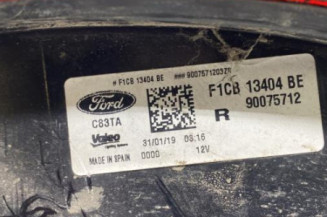 # F1CB 13404 BE ### 90075712032R
Ford
F1CB 13404 BE
90075712
C83TA
R
Valeo
31/01/19 08:16
MADE IN SPAIN 0000 12V